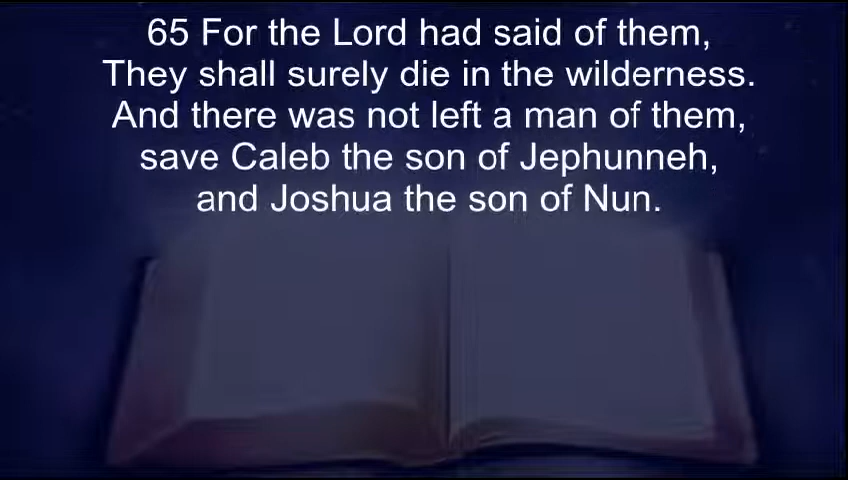 65 For the Lord had said of them,
They shall surely die in the wilderness.
And there was not left a man of them,
save Caleb the son of Jephunneh,
and Joshua the son of Nun.